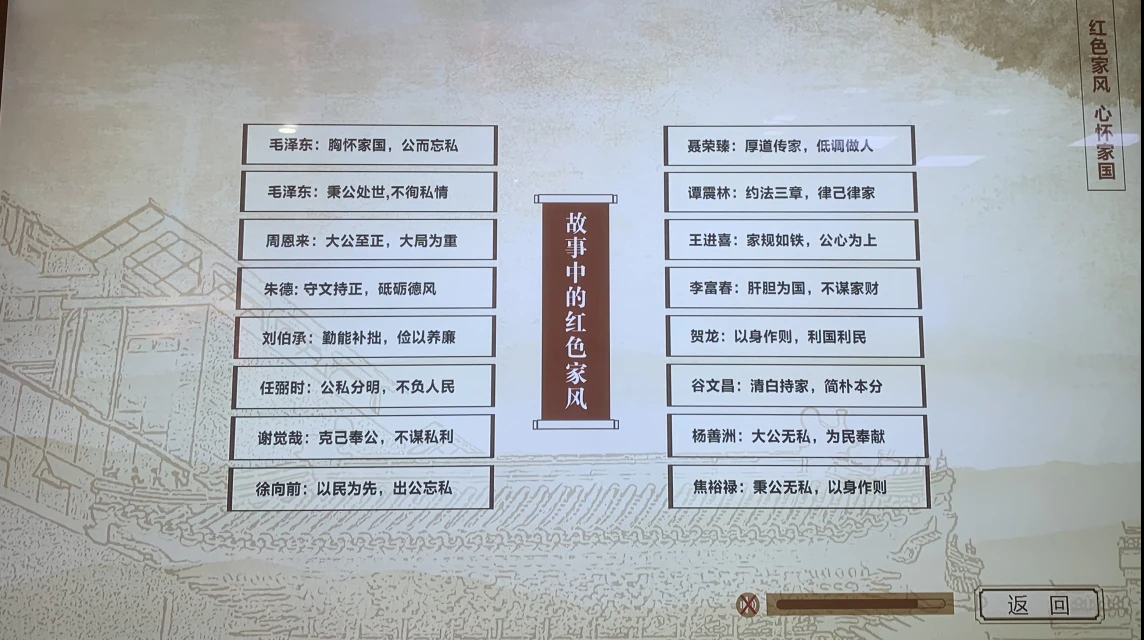 红色家风 心怀家国
毛泽东：胸怀家国，公而忘私
毛泽东：秉公处世,不徇私情
周恩来：大公至正，大局为重
朱德: 守文持正，砥砺德风
刘伯承：勤能补拙，俭以养廉
任弼时：公私分明，不负人民
谢觉哉：克己奉公，不谋私利
徐向前：以民为先，出公忘私
故事中的红色家风
聂荣臻：厚道传家，低调做人
谭震林：约法三章，律己律家
王进喜：家规如铁，公心为上
李富春：肝胆为国，不谋家财
贺龙：以身作则，利国利民
谷文昌：清白持家，简朴本分
杨善洲：大公无私，为民奉献
焦裕禄：秉公无私，以身作则
返 回